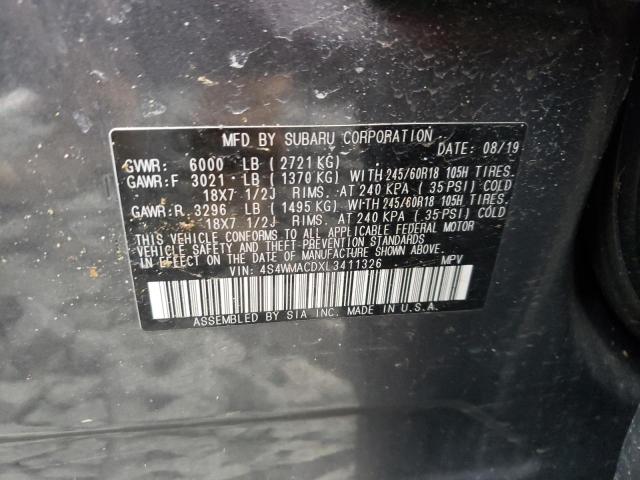 MFD BY SUBARU CORPORATION DATE: 08/19
GVWR: 6000 LB (2721 KG)
GAWR:F 3021 LB (1370 KG) WITH 245/60R18 105H TIRES.
18X7 1/2J RIMS. AT 240 KPA (35 PSI) COLD
GAWR:R 3296 LB (1495 KG) WITH 245/60R18 105H TIRES.
18X7 1/2J RIMS. AT 240 KPA (35 PSI) COLD
THIS VEHICLE CONFORMS TO ALL APPLICABLE FEDERAL MOTOR
VEHICLE SAFETY AND THEFT PREVENTION STANDARDS
IN EFFECT ON THE DATE OF MANUFACTURE SHOWN ABOVE.
VIN: 4S4WMACDXL3411326 MPV
ASSEMBLED BY SIA INC. MADE IN U.S.A.